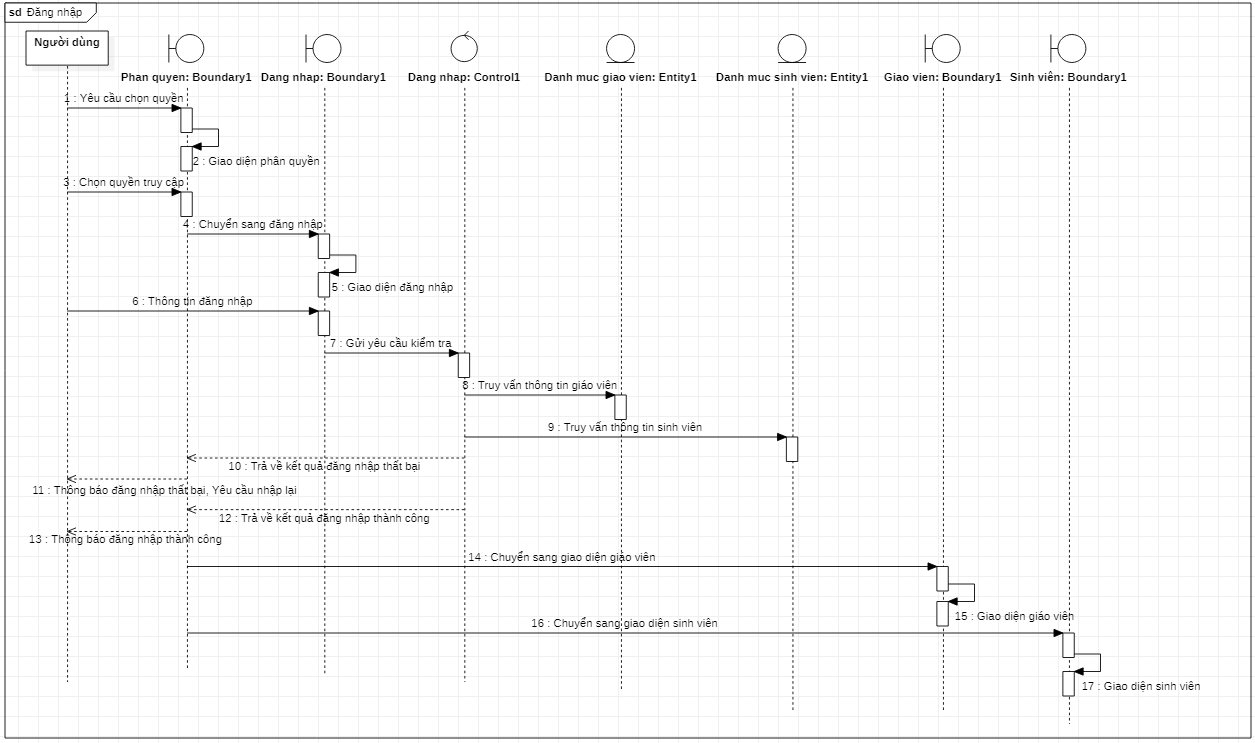 sd Đăng nhập
Người dùng
Phan quyen: Boundary1
Dang nhap: Boundary1
Dang nhap: Control1
Danh muc giao vien: Entity1
Danh muc sinh vien: Entity1
Giao vien: Boundary1
Sinh viên: Boundary1
1 : Yêu cầu chọn quyền
2 : Giao diện phân quyền
3 : Chọn quyền truy cập
4 : Chuyển sang đăng nhập
5 : Giao diện đăng nhập
6 : Thông tin đăng nhập
7 : Gửi yêu cầu kiểm tra
8 : Truy vấn thông tin giáo viên
9 : Truy vấn thông tin sinh viên
10 : Trả về kết quả đăng nhập thất bại
11 : Thông báo đăng nhập thất bại, Yêu cầu nhập lại
12 : Trả về kết quả đăng nhập thành công
13 : Thông báo đăng nhập thành công
14 : Chuyển sang giao diện giáo viên
15 : Giao diện giáo viên
16 : Chuyển sang giao diện sinh viên
17 : Giao diện sinh viên